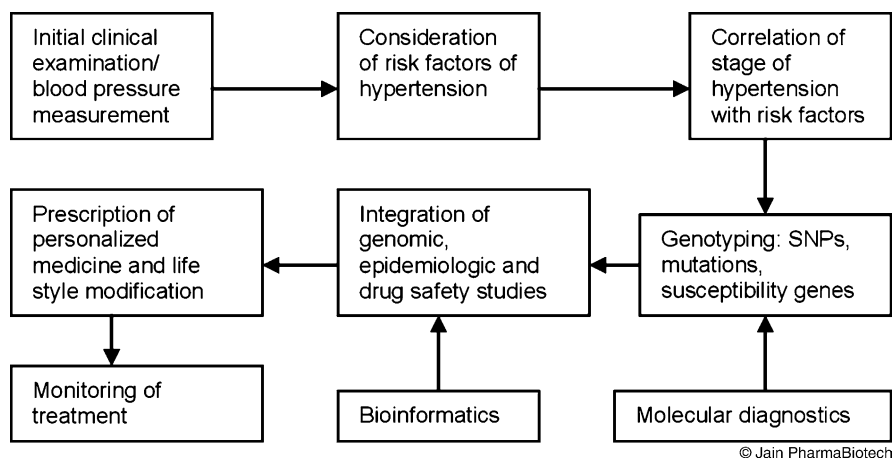 Initial clinical
examination/
blood pressure
measurement
Consideration
of risk factors of
hypertension
Correlation of
stage of
hypertension
with risk factors
Prescription of
personalized
medicine and life
style modification
Integration of
genomic,
epidemiologic and
drug safety studies
Genotyping: SNPs,
mutations,
susceptibility genes
Monitoring of
treatment
Bioinformatics
Molecular diagnostics
© Jain PharmaBiotech